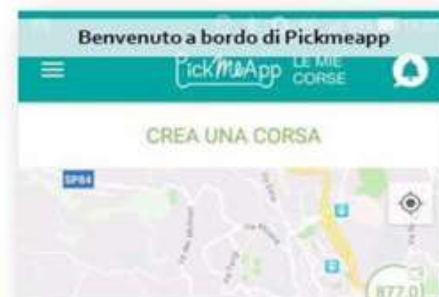 Benvenuto a bordo di Pickmeapp
PickMeApp
LE MIE
CORSE
CREA UNA CORSA
SP84
877.0